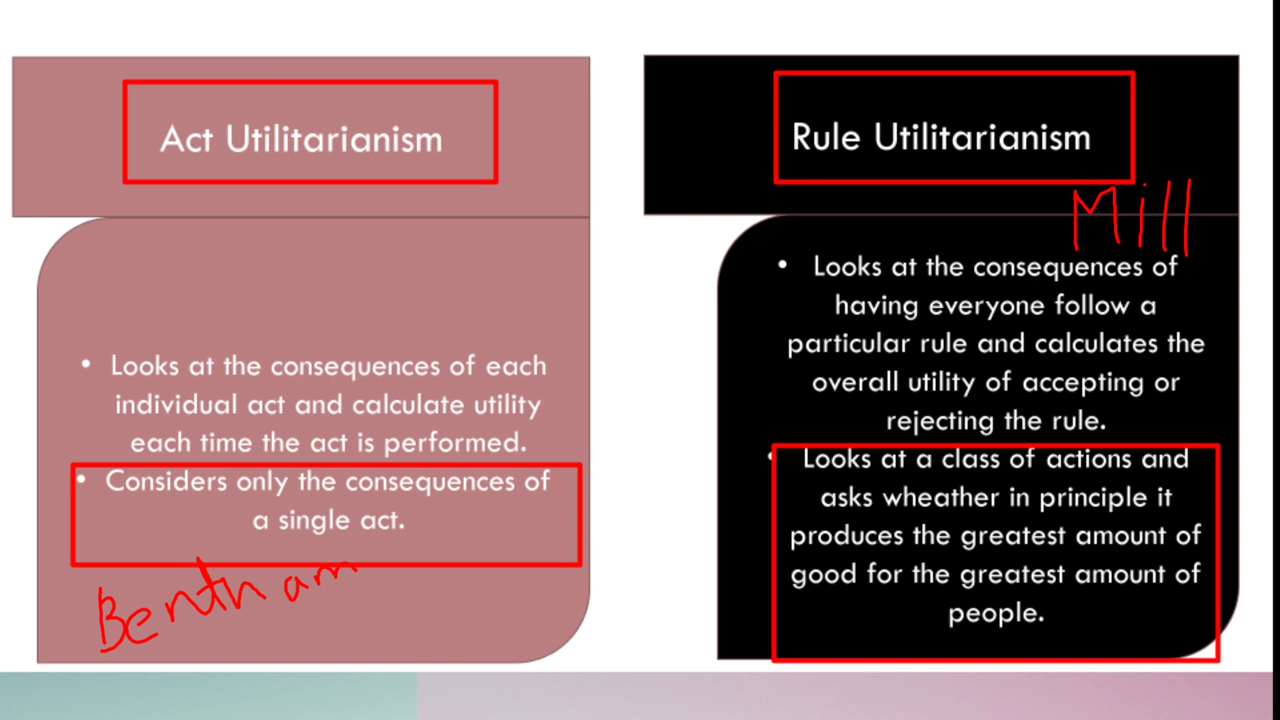 Act Utilitarianism
• Looks at the consequences of each
individual act and calculate utility
each time the act is performed.
• Considers only the consequences of
a single act.
Bentham
Rule Utilitarianism
Mill
• Looks at the consequences of
having everyone follow a
particular rule and calculates the
overall utility of accepting or
rejecting the rule.
• Looks at a class of actions and
asks wheather in principle it
produces the greatest amount of
good for the greatest amount of
people.